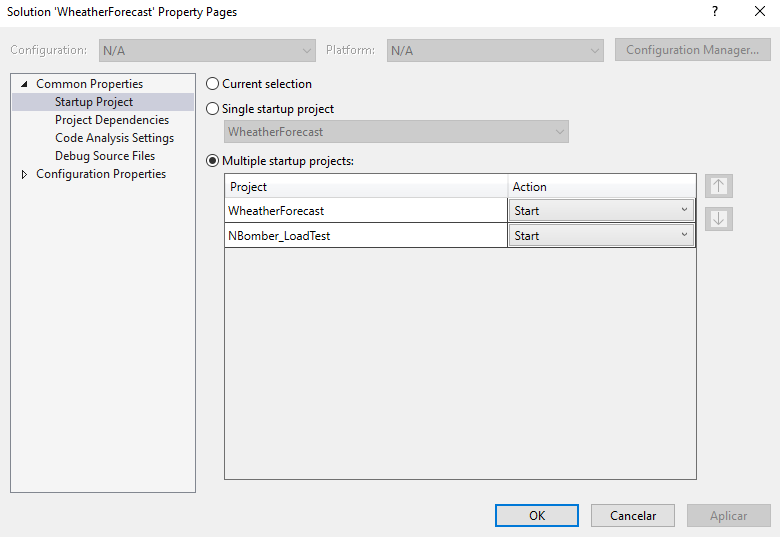 Solution 'WheatherForecast' Property Pages
?
Configuration: N/A Platform: N/A Configuration Manager...
Common Properties
Startup Project
Project Dependencies
Code Analysis Settings
Debug Source Files
Configuration Properties
Current selection
Single startup project
WheatherForecast
Multiple startup projects:
Project Action
WheatherForecast Start
NBomber_LoadTest Start
OK Cancelar Aplicar